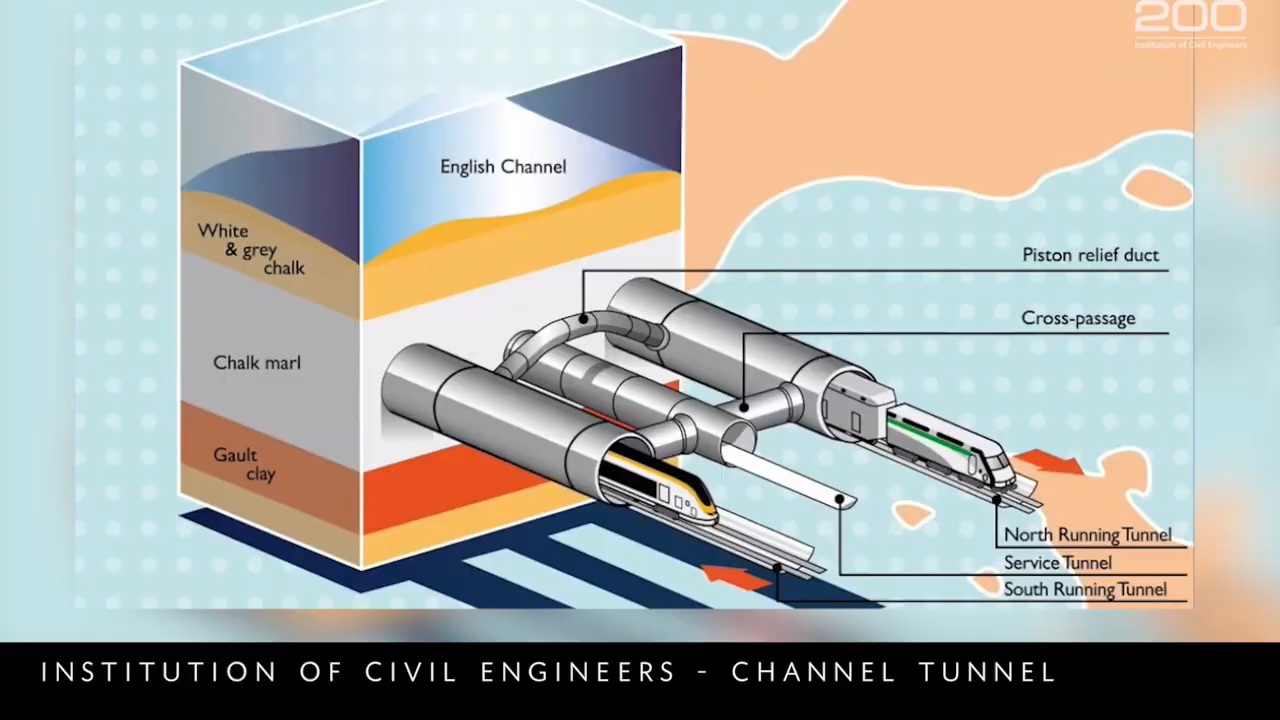 200
Institution of Civil Engineers
English Channel
White
& grey
chalk
Chalk marl
Gault
clay
Piston relief duct
Cross-passage
North Running Tunnel
Service Tunnel
South Running Tunnel
INSTITUTION OF CIVIL ENGINEERS - CHANNEL TUNNEL